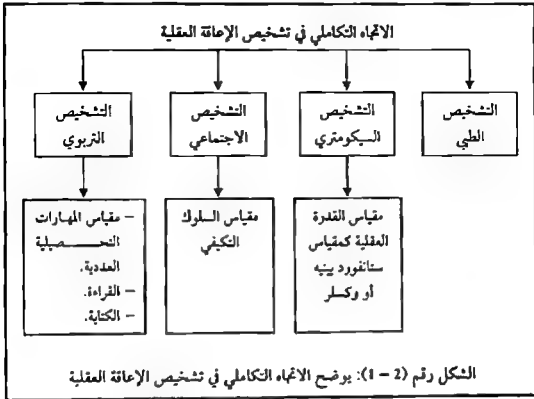 الاتجاه التكاملي في تشخيص الإعاقة العقلية
التشخيص
الطبي
التشخيص
السيكومتري
التشخيص
الاجتماعي
التشخيص
التربوي
مقياس القدرة
العقلية كمقياس
ستانفورد بينيه
أو وكسلر
مقياس السلوك
التكيفي
– مقياس المهارات
التحصيلية
العددية.
– القراءة.
– الكتابة.
الشكل رقم (2 – 1): يوضح الاتجاه التكاملي في تشخيص الإعاقة العقلية